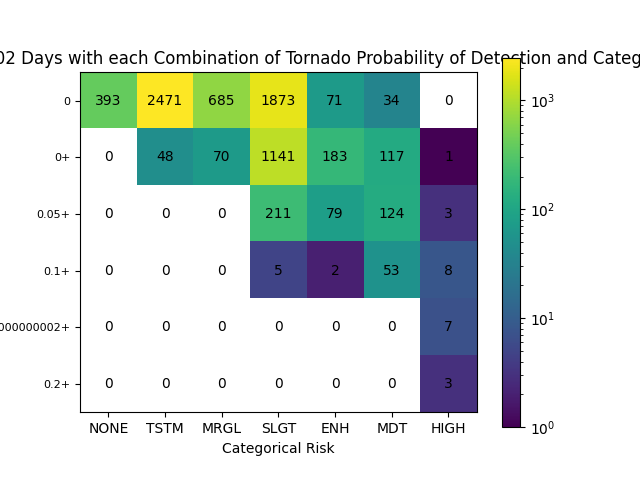 02 Days with each Combination of Tornado Probability of Detection and Categ
0 393 2471 685 1873 71 34 0
0+ 0 48 70 1141 183 117 1
0.05+ 0 0 0 211 79 124 3
0.1+ 0 0 0 5 2 53 8
000000002+ 0 0 0 0 0 0 7
0.2+ 0 0 0 0 0 0 3
NONE TSTM MRGL SLGT ENH MDT HIGH
Categorical Risk
10³
10²
10¹
10⁰